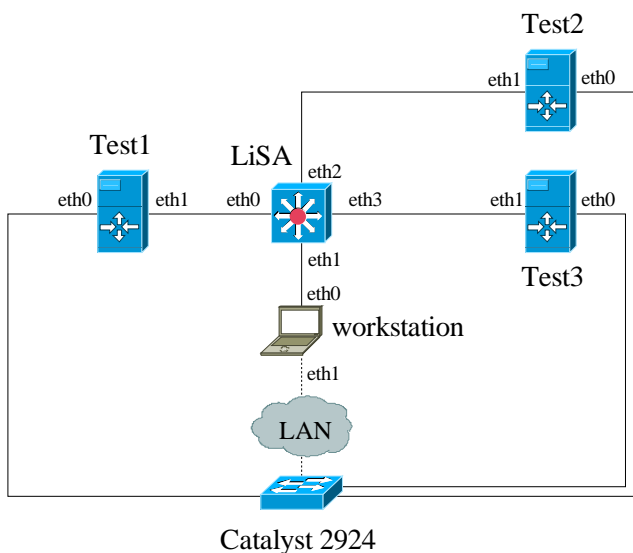 Test2
eth1
eth0
Test1
LiSA
eth2
eth0
eth1
eth0
eth3
eth1
eth0
eth1
Test3
eth0
workstation
eth1
LAN
Catalyst 2924